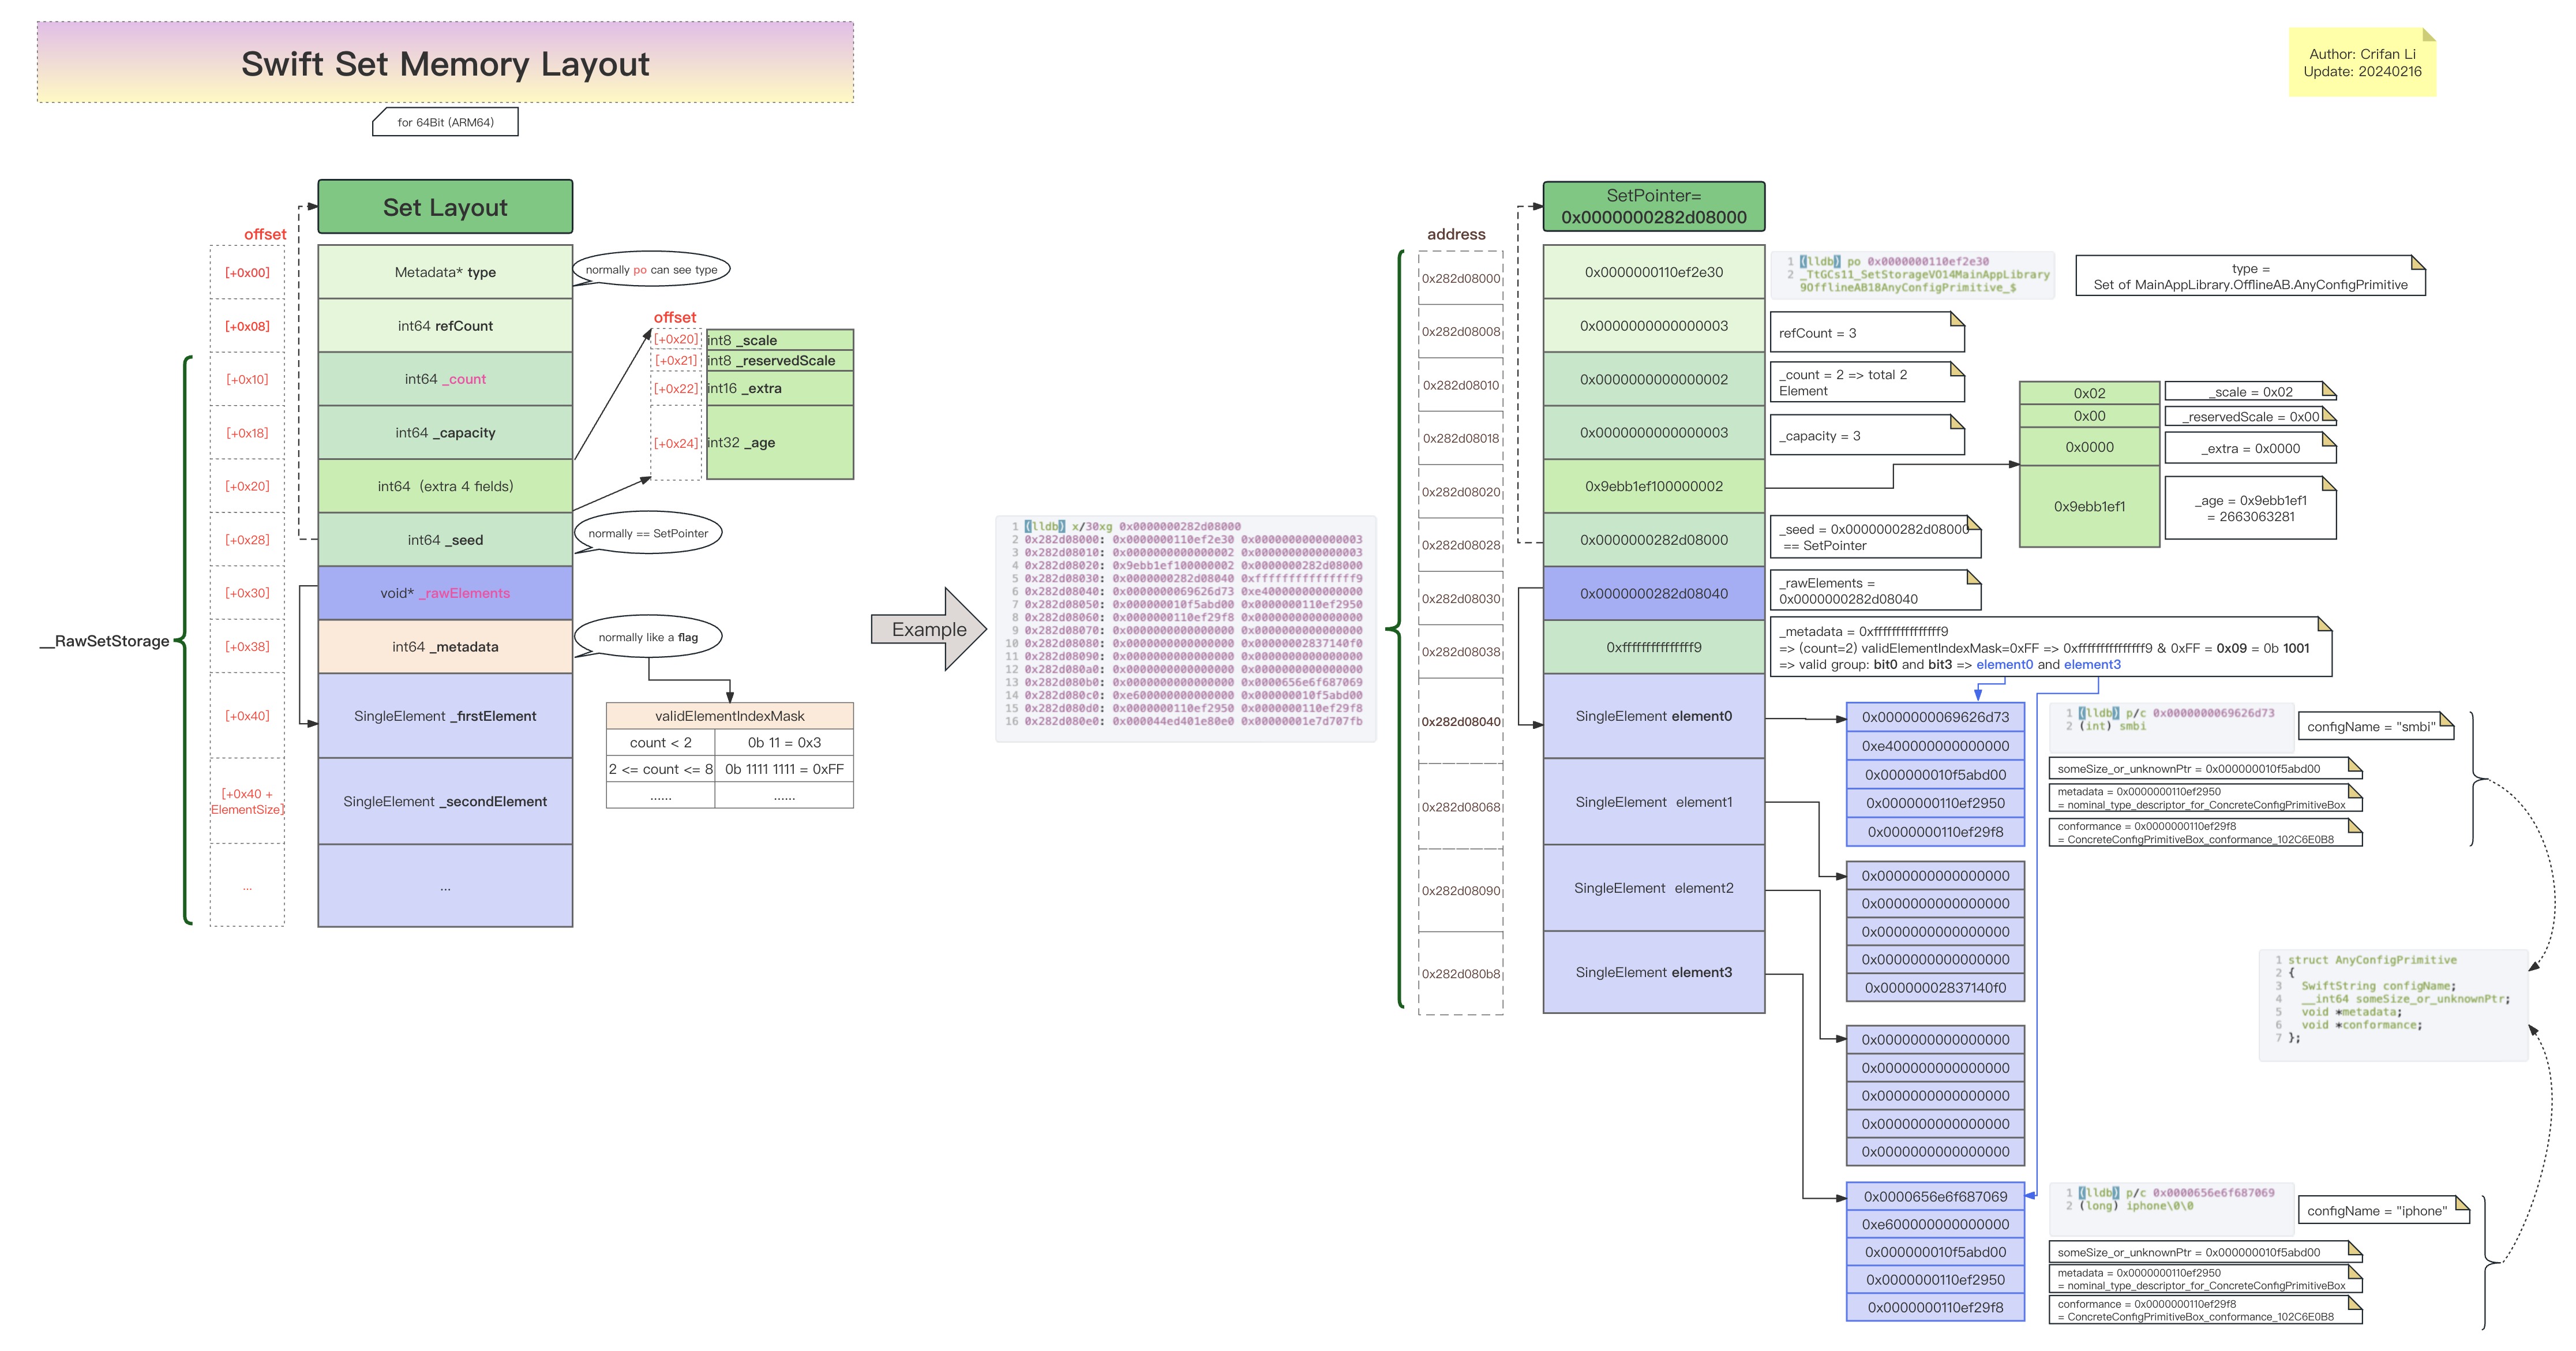 Swift Set Memory Layout
for 64Bit (ARM64)
Author: Crifan Li
Update: 20240216
Set Layout
offset
[+0x00]
Metadata* type
normally po can see type
[+0x08]
int64 refCount
[+0x10]
int64 _count
[+0x18]
int64 _capacity
[+0x20]
int64 (extra 4 fields)
[+0x28]
int64 _seed
normally == SetPointer
[+0x30]
void* _rawElements
[+0x38]
int64 _metadata
normally like a flag
[+0x40]
SingleElement _firstElement
[+0x40 +
ElementSize]
SingleElement _secondElement
...
...
__RawSetStorage
offset
[+0x20]
int8 _scale
[+0x21]
int8 _reservedScale
[+0x22]
int16 _extra
[+0x24]
int32 _age
validElementIndexMask
count < 2
0b 11 = 0x3
2 <= count <= 8
0b 1111 1111 = 0xFF
......
......
Example
1 (lldb) x/30xg 0x0000000282d08000
2 0x282d08000: 0x0000000110ef2e30 0x0000000000000003
3 0x282d08010: 0x0000000000000002 0x0000000000000003
4 0x282d08020: 0x9ebb1ef100000002 0x0000000282d08000
5 0x282d08030: 0x0000000282d08040 0xfffffffffffffff9
6 0x282d08040: 0x0000000069626d73 0xe400000000000000
7 0x282d08050: 0x000000010f5abd00 0x0000000110ef2950
8 0x282d08060: 0x0000000110ef29f8 0x0000000000000000
9 0x282d08070: 0x0000000000000000 0x0000000000000000
10 0x282d08080: 0x0000000000000000 0x00000002837140f0
11 0x282d08090: 0x0000000000000000 0x0000000000000000
12 0x282d080a0: 0x0000000000000000 0x0000000000000000
13 0x282d080b0: 0x0000000000000000 0x0000656e6f687069
14 0x282d080c0: 0xe600000000000000 0x000000010f5abd00
15 0x282d080d0: 0x0000000110ef2950 0x0000000110ef29f8
16 0x282d080e0: 0x000044ed401e80e0 0x00000001e7d707fb
SetPointer=
0x0000000282d08000
address
0x282d08000
0x0000000110ef2e30
1 (lldb) po 0x0000000110ef2e30
2 _TtGCs11_SetStorageVO14MainAppLibrary
9OfflineAB18AnyConfigPrimitive_$
type =
Set of MainAppLibrary.OfflineAB.AnyConfigPrimitive
0x282d08008
0x0000000000000003
refCount = 3
0x282d08010
0x0000000000000002
_count = 2 => total 2
Element
0x282d08018
0x0000000000000003
_capacity = 3
0x282d08020
0x9ebb1ef100000002
0x02
_scale = 0x02
0x00
_reservedScale = 0x00
0x0000
_extra = 0x0000
0x9ebb1ef1
_age = 0x9ebb1ef1
= 2663063281
0x282d08028
0x0000000282d08000
_seed = 0x0000000282d08000
== SetPointer
0x282d08030
0x0000000282d08040
_rawElements =
0x0000000282d08040
0x282d08038
0xfffffffffffffff9
_metadata = 0xfffffffffffffff9
=> (count=2) validElementIndexMask=0xFF => 0xfffffffffffffff9 & 0xFF = 0x09 = 0b 1001
=> valid group: bit0 and bit3 => element0 and element3
0x282d08040
SingleElement element0
0x282d08068
SingleElement element1
0x282d08090
SingleElement element2
0x282d080b8
SingleElement element3
0x0000000069626d73
0xe400000000000000
0x000000010f5abd00
0x0000000110ef2950
0x0000000110ef29f8
1 (lldb) p/c 0x0000000069626d73
2 (int) smbi
configName = "smbi"
someSize_or_unknownPtr = 0x000000010f5abd00
metadata = 0x0000000110ef2950
= nominal_type_descriptor_for_ConcreteConfigPrimitiveBox
conformance = 0x0000000110ef29f8
= ConcreteConfigPrimitiveBox_conformance_102C6E0B8
0x0000000000000000
0x0000000000000000
0x0000000000000000
0x0000000000000000
0x00000002837140f0
1 struct AnyConfigPrimitive
2 {
3 SwiftString configName;
4 __int64 someSize_or_unknownPtr;
5 void *metadata;
6 void *conformance;
7 };
0x0000000000000000
0x0000000000000000
0x0000000000000000
0x0000000000000000
0x0000000000000000
0x0000656e6f687069
0xe600000000000000
0x000000010f5abd00
0x0000000110ef2950
0x0000000110ef29f8
1 (lldb) p/c 0x0000656e6f687069
2 (long) iphone\0\0
configName = "iphone"
someSize_or_unknownPtr = 0x000000010f5abd00
metadata = 0x0000000110ef2950
= nominal_type_descriptor_for_ConcreteConfigPrimitiveBox
conformance = 0x0000000110ef29f8
= ConcreteConfigPrimitiveBox_conformance_102C6E0B8